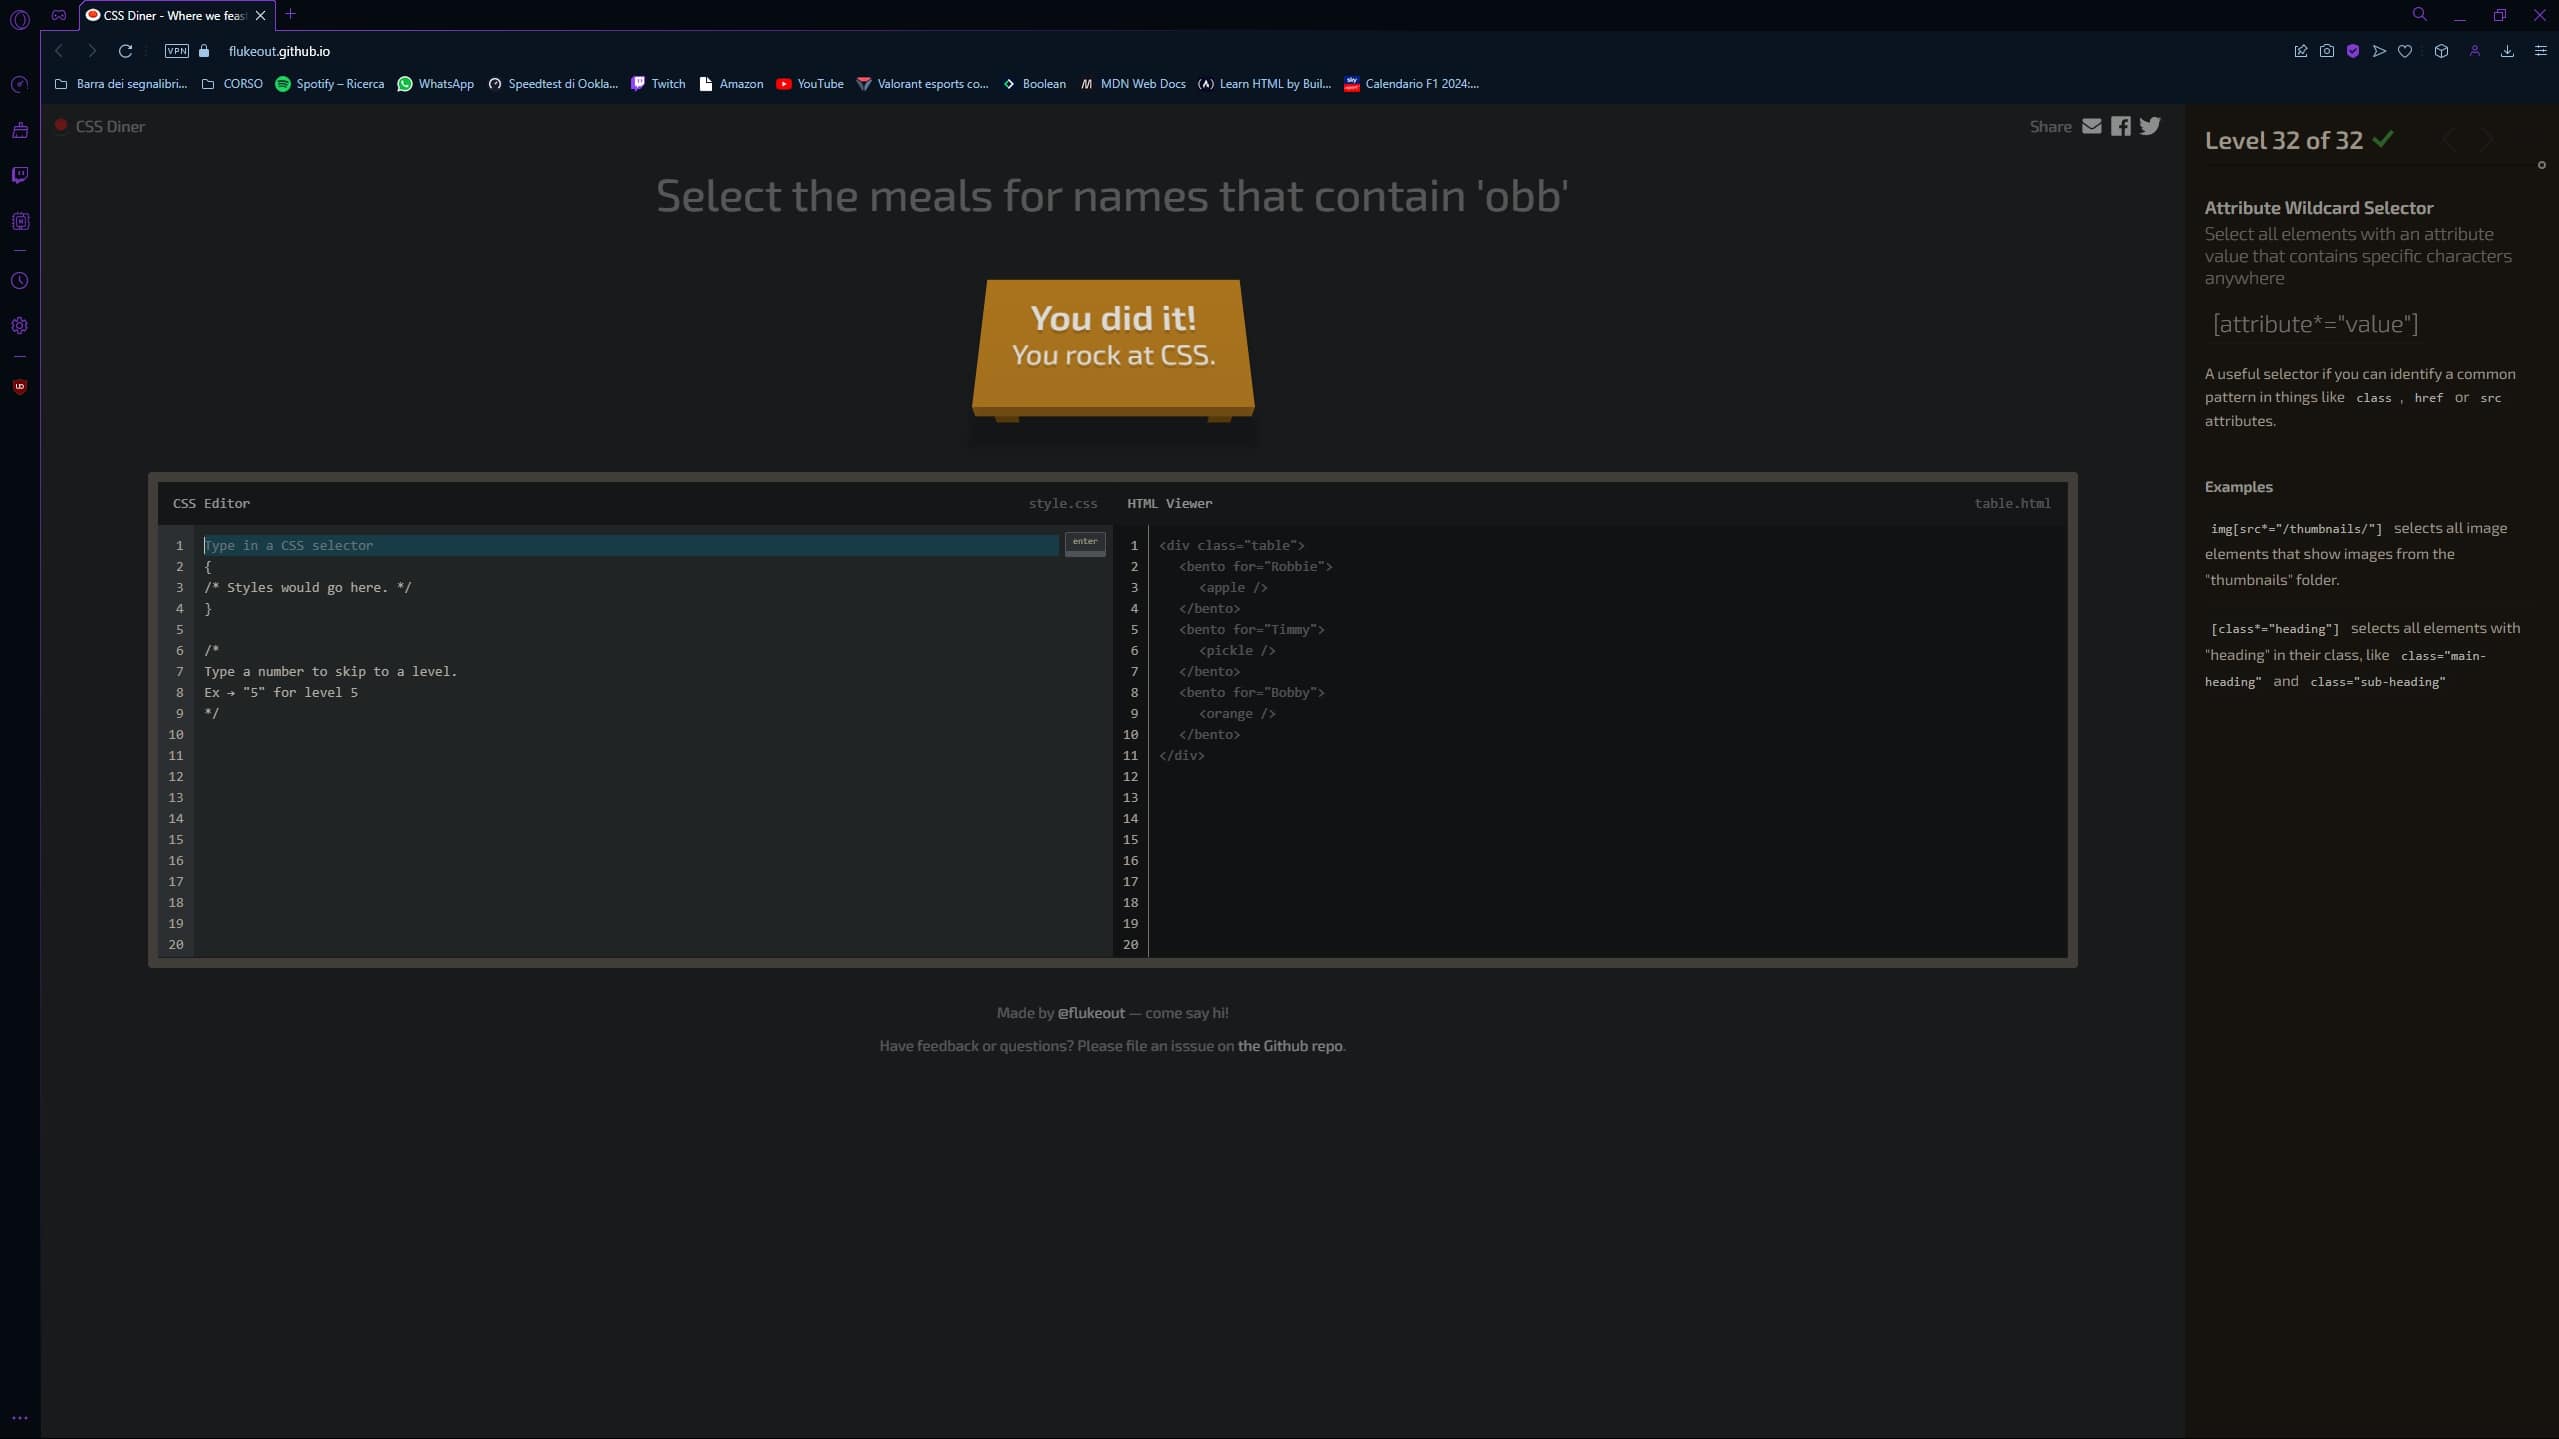 CSS Diner - Where we feas
VPN
flukeout.github.io
Barra dei segnalibri...
CORSO
Spotify – Ricerca
WhatsApp
Speedtest di Ookla...
Twitch
Amazon
YouTube
Valorant esports co...
Boolean
MDN Web Docs
Learn HTML by Buil...
Calendario F1 2024:...
CSS Diner
Share
Select the meals for names that contain 'obb'
You did it!
You rock at CSS.
CSS Editor
style.css
1
Type in a CSS selector
enter
2 {
3 /* Styles would go here. */
4 }
5
6 /*
7 Type a number to skip to a level.
8 Ex → "5" for level 5
9 */
10
11
12
13
14
15
16
17
18
19
20
HTML Viewer
table.html
1 <div class="table">
2 <bento for="Robbie">
3 <apple />
4 </bento>
5 <bento for="Timmy">
6 <pickle />
7 </bento>
8 <bento for="Bobby">
9 <orange />
10 </bento>
11 </div>
12
13
14
15
16
17
18
19
20
Made by @flukeout — come say hi!
Have feedback or questions? Please file an isssue on the Github repo.
Level 32 of 32
Attribute Wildcard Selector
Select all elements with an attribute
value that contains specific characters
anywhere
[attribute*="value"]
A useful selector if you can identify a common
pattern in things like class , href or src
attributes.
Examples
img[src*="/thumbnails/"] selects all image
elements that show images from the
"thumbnails" folder.
[class*="heading"] selects all elements with
"heading" in their class, like class="main-
heading" and class="sub-heading"